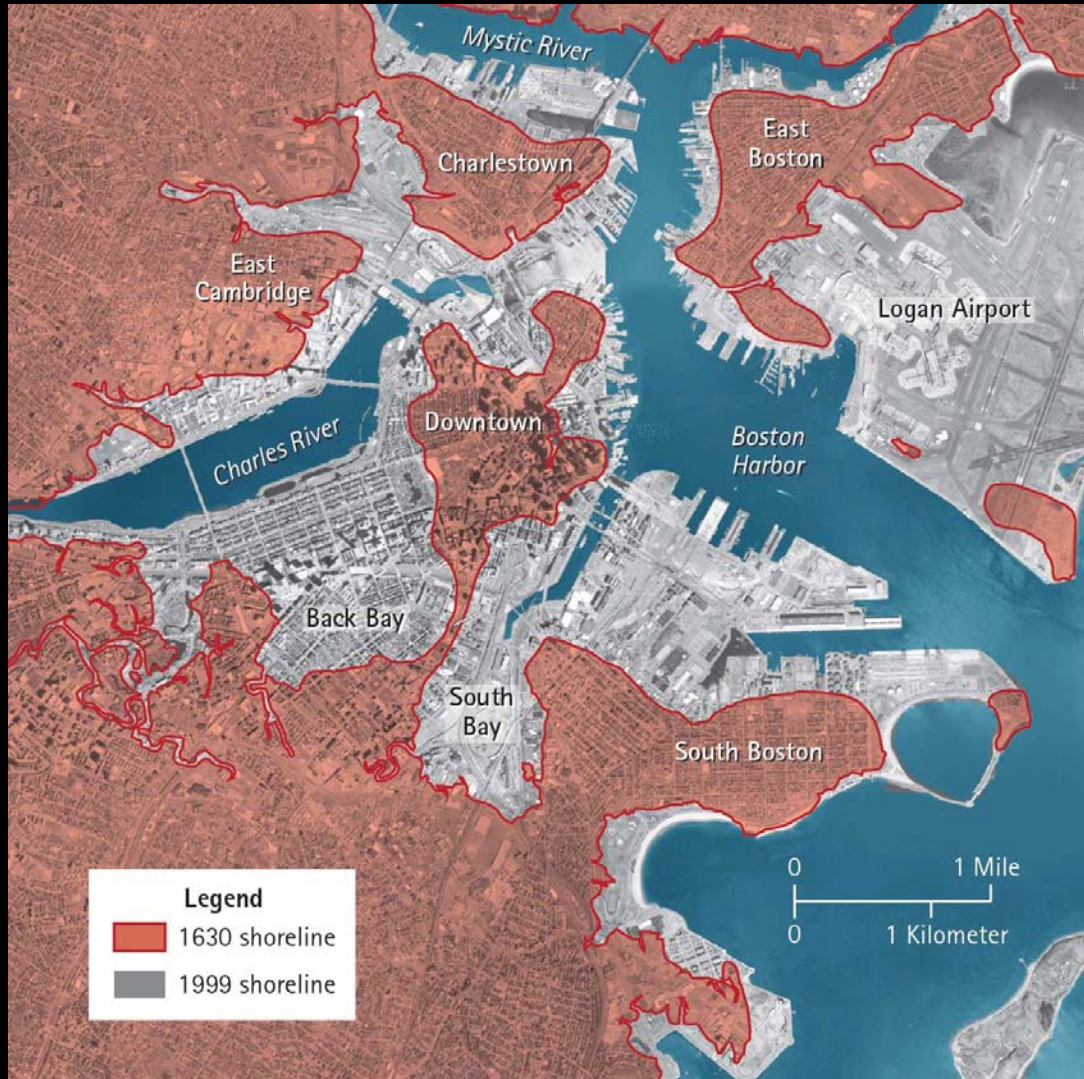 Mystic River
Charlestown
East
Boston
East
Cambridge
Logan Airport
Charles River
Downtown
Boston
Harbor
Back Bay
South
Bay
South Boston
0 1 Mile
0 1 Kilometer
Legend
1630 shoreline
1999 shoreline